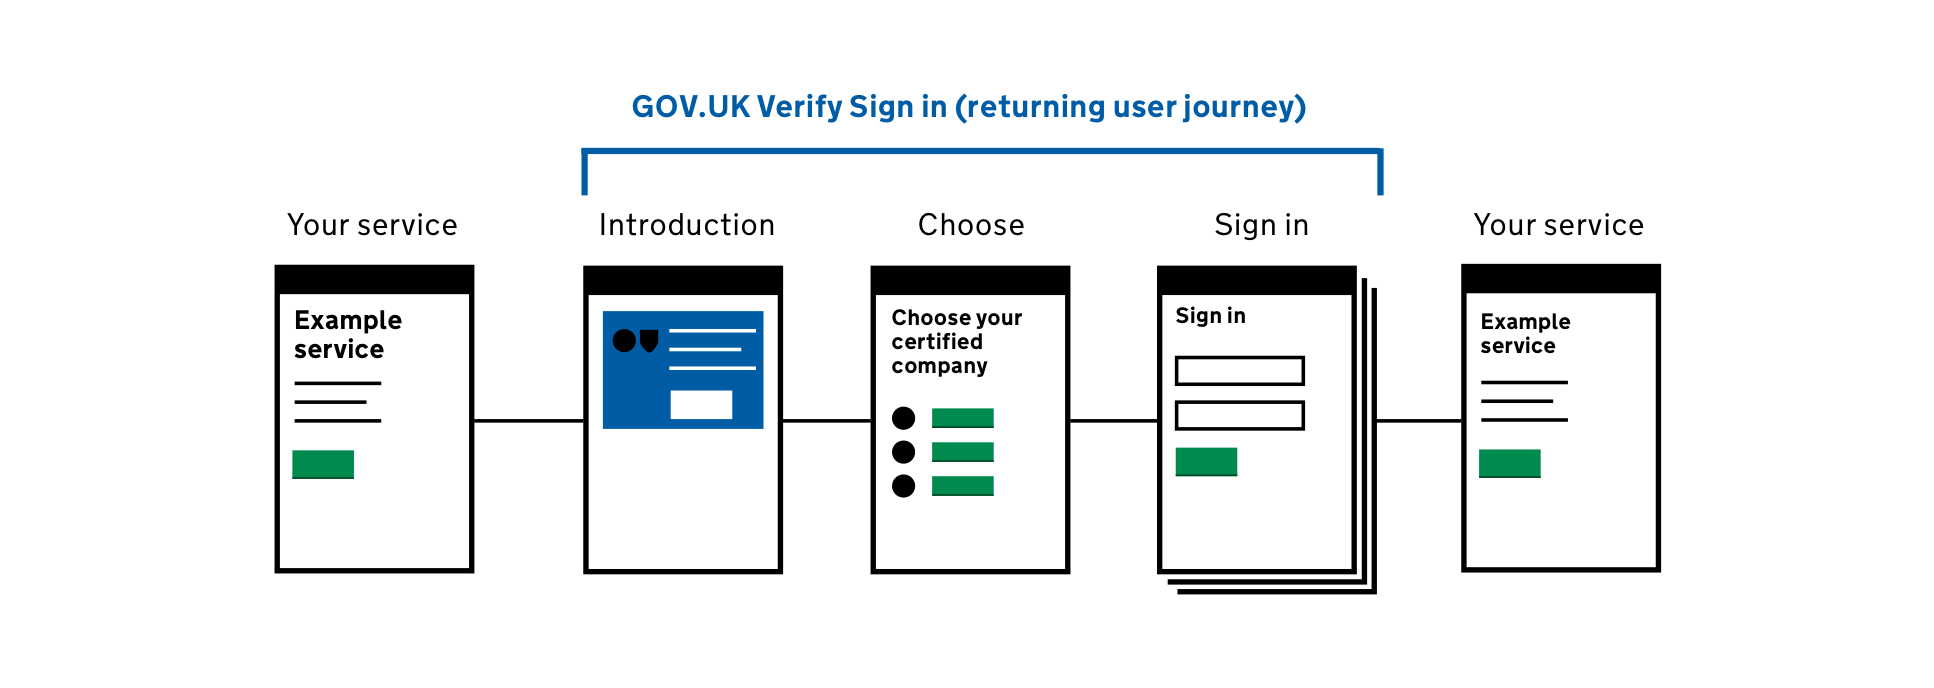 GOV.UK Verify Sign in (returning user journey)
Your service
Introduction
Choose
Sign in
Your service
Example
service
Choose your
certified
company
Sign in
Example
service